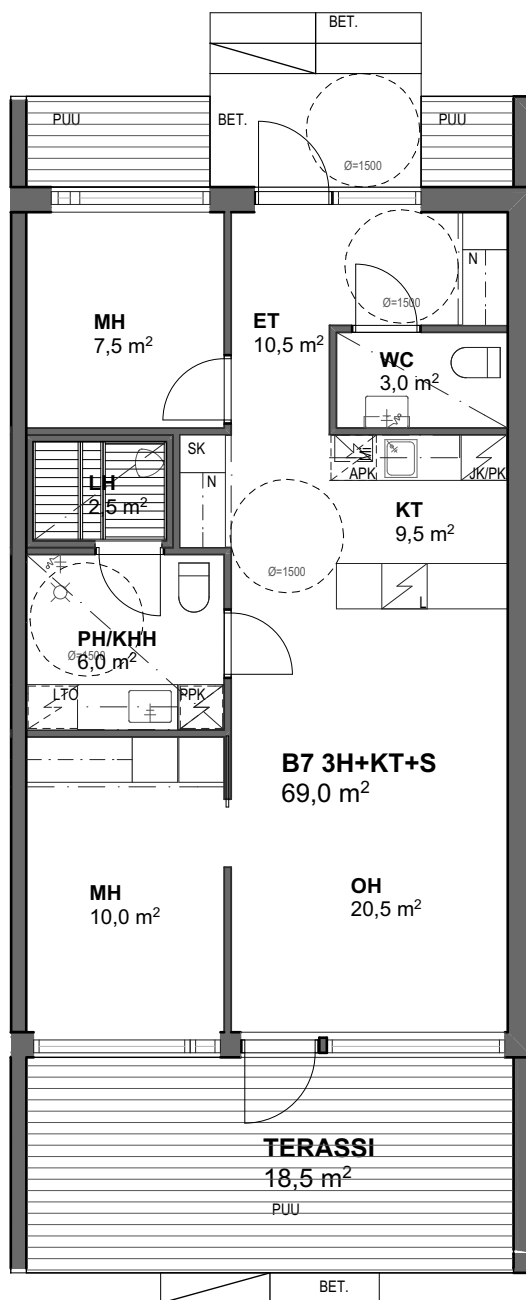 BET.
PUU
BET.
PUU
Ø=1500
N
Ø=1500
MH
7,5 m²
ET
10,5 m²
WC
3,0 m²
SK
N
APK
JK/PK
LH
2,5 m²
KT
9,5 m²
Ø=1500
L
PH/KHH
Ø=1500
6,0 m²
LTO
PPK
B7 3H+KT+S
69,0 m²
MH
10,0 m²
OH
20,5 m²
TERASSI
18,5 m²
PUU
BET.